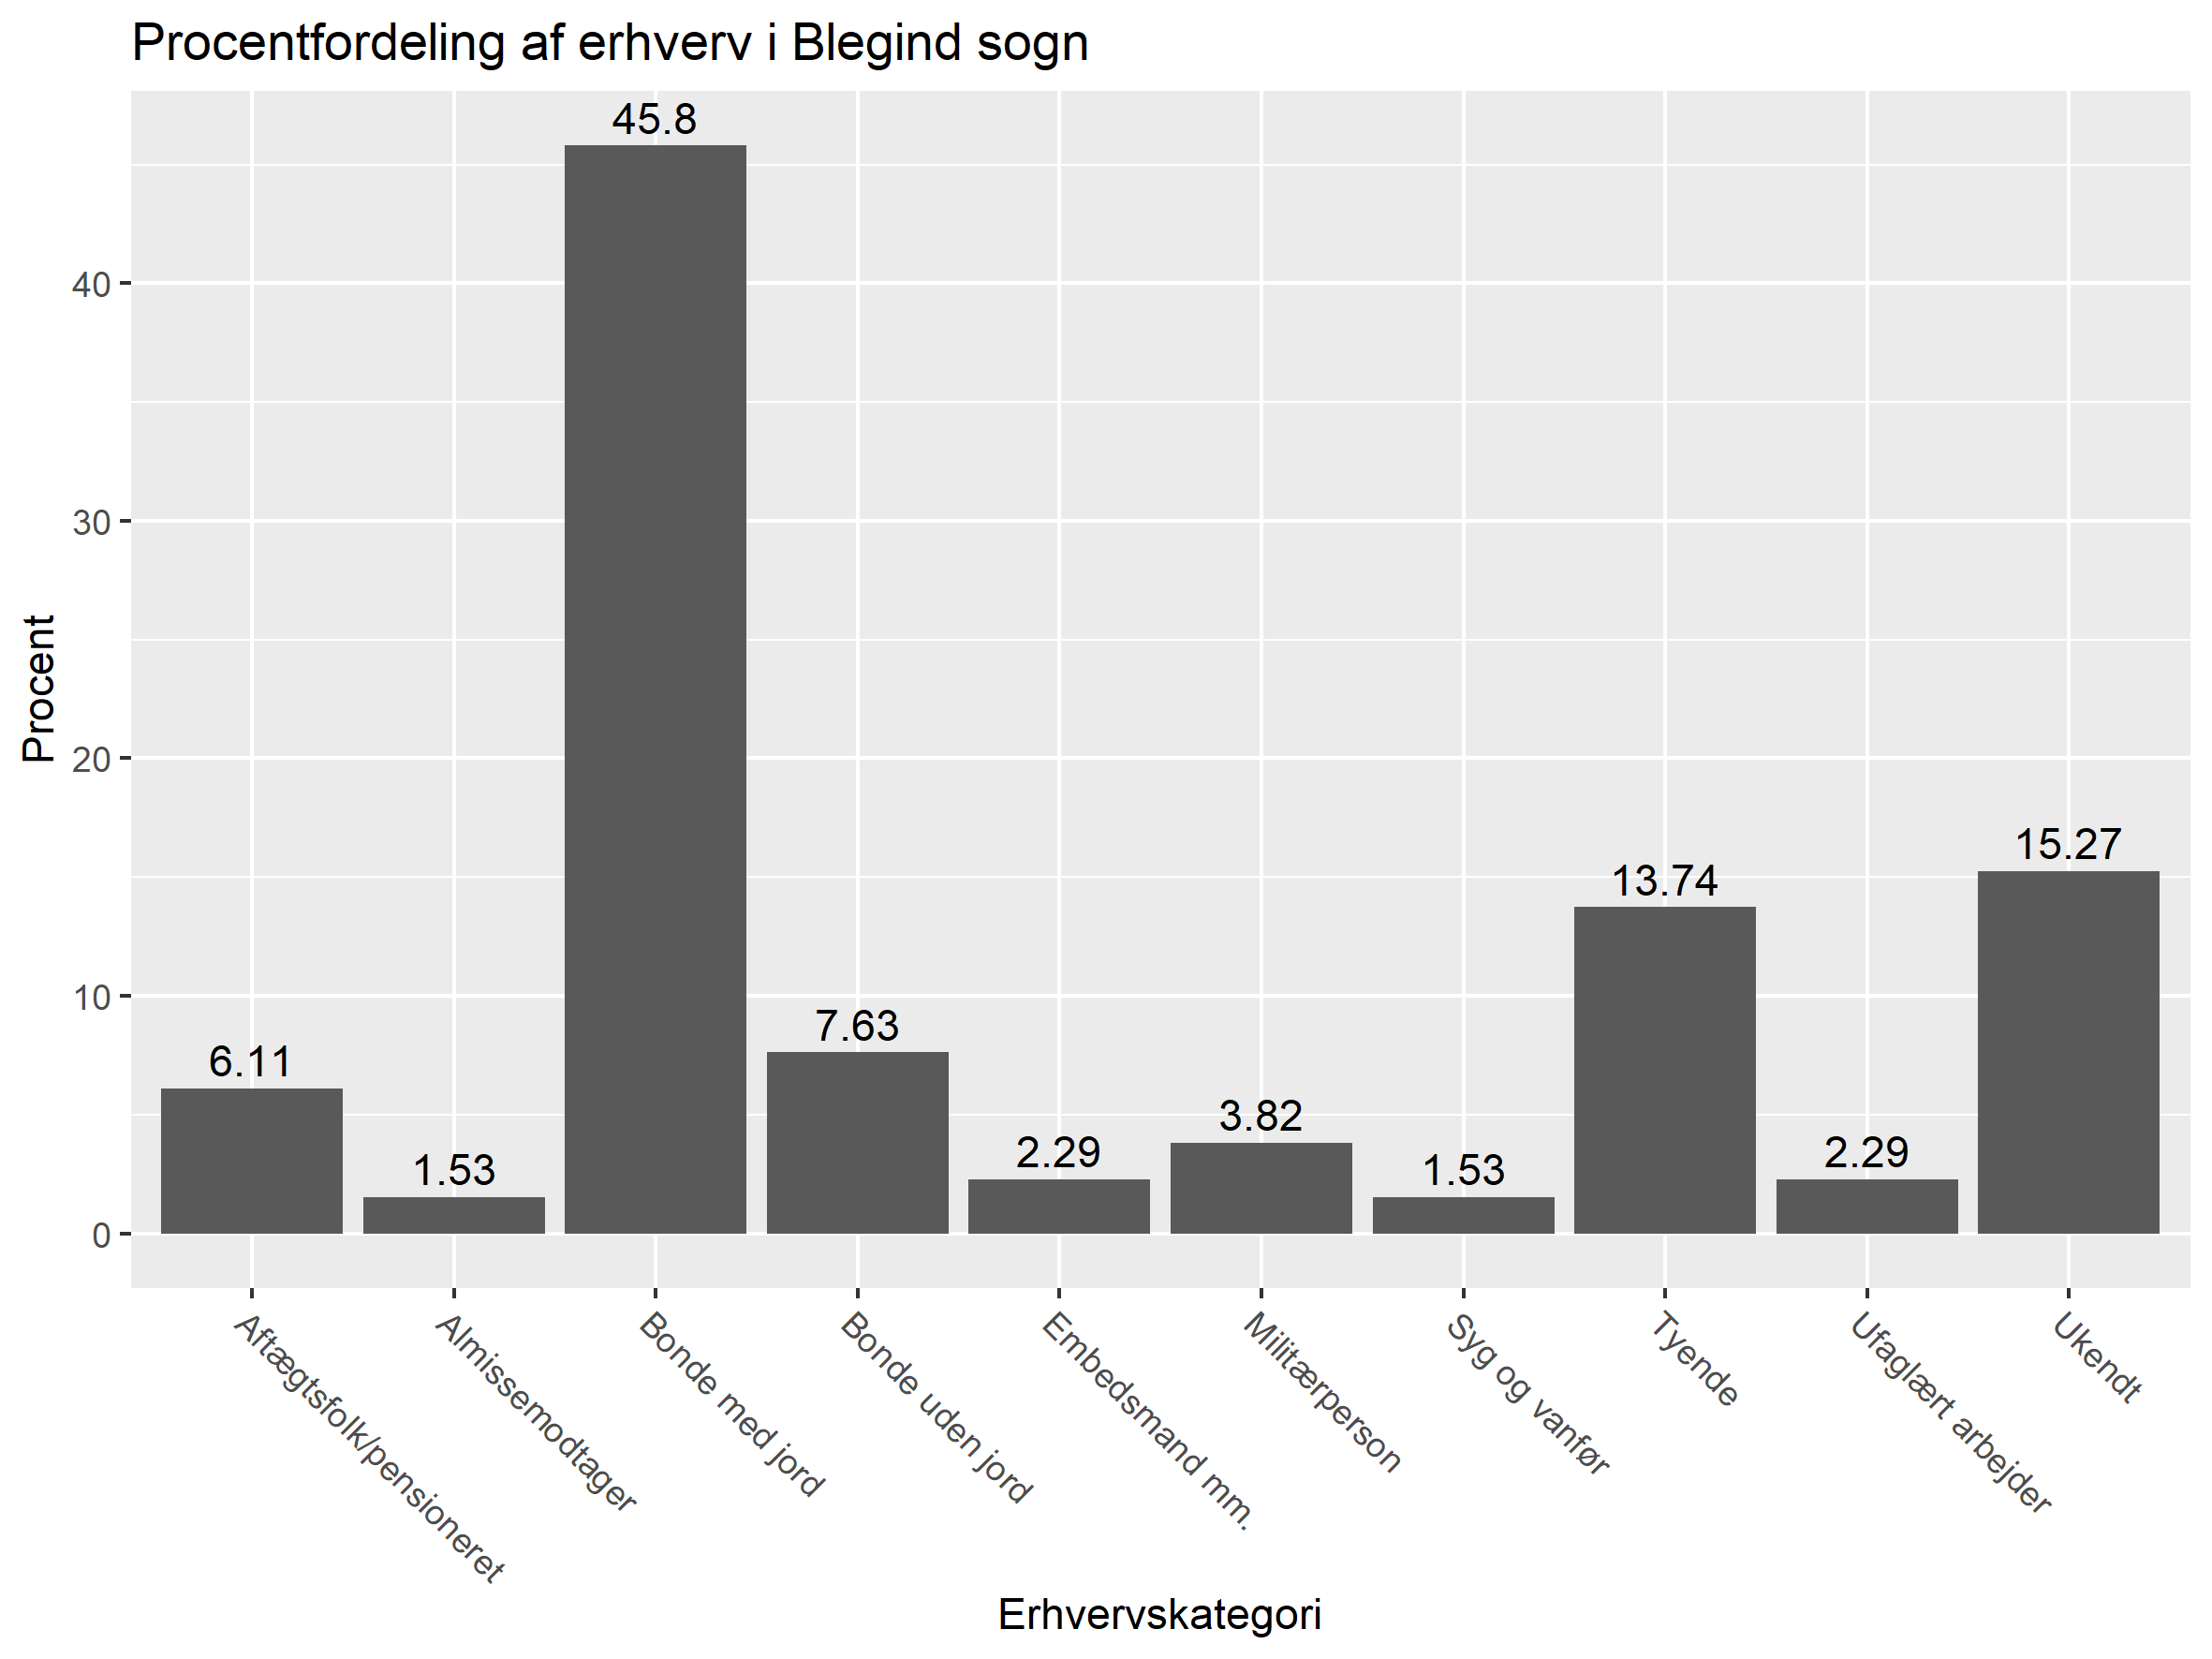 Procentfordeling af erhverv i Blegind sogn
45.8
40
30
20
10
0
Procent
6.11
1.53
7.63
2.29
3.82
1.53
13.74
2.29
15.27
Aftægtsfolk/pensioneret
Almissemodtager
Bonde med jord
Bonde uden jord
Embedsmand mm.
Militærperson
Syg og vanfør
Tyende
Ufaglært arbejder
Ukendt
Erhvervskategori